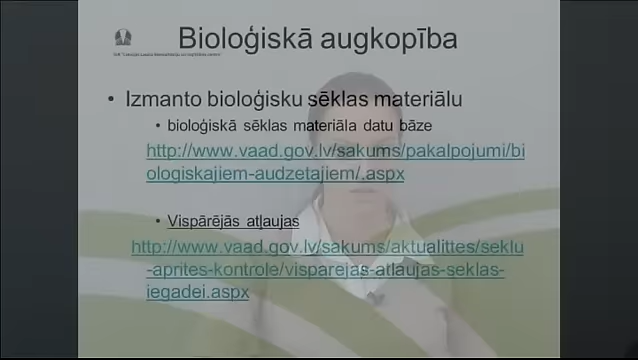 Bioloģiskā augkopība
• Izmanto bioloģisku sēklas materiālu
• bioloģiskā sēklas materiāla datu bāze
http://www.vaad.gov.lv/sakums/pakalpojumi/bi
ologiskajiem-audzetajiem/.aspx
• Vispārējās atļaujas
http://www.vaad.gov.lv/sakums/aktualittes/seklu
-aprites-kontrole/visparejas-atlaujas-seklas-
iegadei.aspx